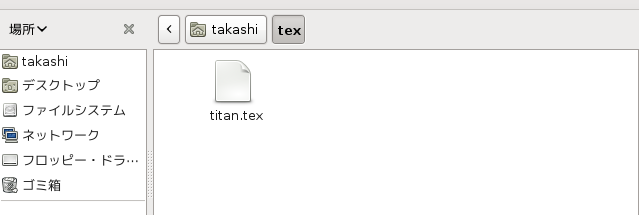 場所
takashi
tex
takashi
デスクトップ
ファイルシステム
ネットワーク
フロッピー・ドラ…
ゴミ箱
titan.tex